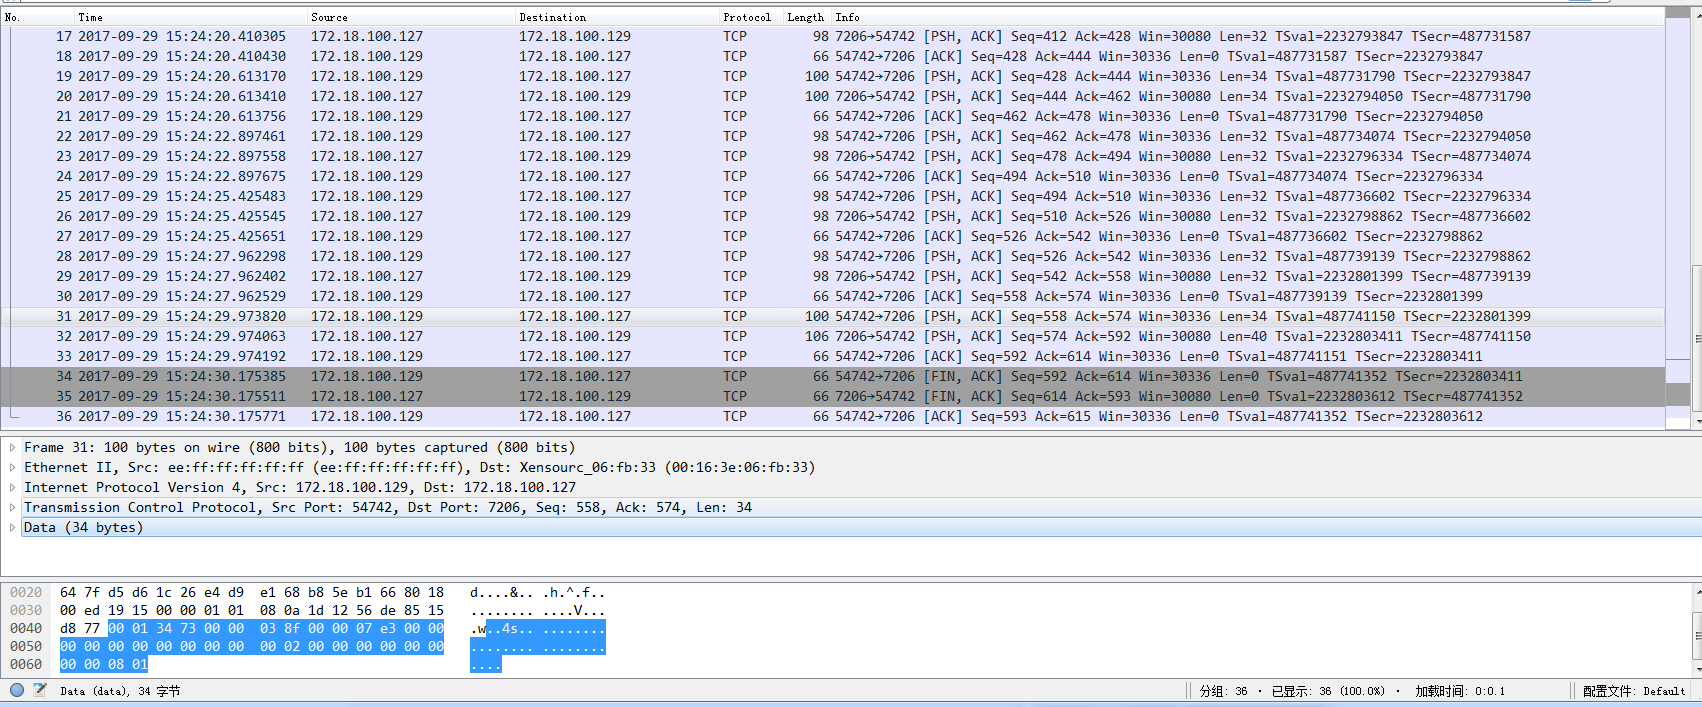 No. Time Source Destination Protocol Length Info
17 2017-09-29 15:24:20.410305 172.18.100.127 172.18.100.129 TCP 98 7206→54742 [PSH, ACK] Seq=412 Ack=428 Win=30080 Len=32 TSval=2232793847 TSecr=487731587
18 2017-09-29 15:24:20.410430 172.18.100.129 172.18.100.127 TCP 66 54742→7206 [ACK] Seq=428 Ack=444 Win=30336 Len=0 TSval=487731587 TSecr=2232793847
19 2017-09-29 15:24:20.613170 172.18.100.129 172.18.100.127 TCP 100 54742→7206 [PSH, ACK] Seq=428 Ack=444 Win=30336 Len=34 TSval=487731790 TSecr=2232793847
20 2017-09-29 15:24:20.613410 172.18.100.127 172.18.100.129 TCP 100 7206→54742 [PSH, ACK] Seq=444 Ack=462 Win=30080 Len=34 TSval=2232794050 TSecr=487731790
21 2017-09-29 15:24:20.613756 172.18.100.129 172.18.100.127 TCP 66 54742→7206 [ACK] Seq=462 Ack=478 Win=30336 Len=0 TSval=487731790 TSecr=2232794050
22 2017-09-29 15:24:22.897461 172.18.100.129 172.18.100.127 TCP 98 54742→7206 [PSH, ACK] Seq=462 Ack=478 Win=30336 Len=32 TSval=487734074 TSecr=2232794050
23 2017-09-29 15:24:22.897558 172.18.100.127 172.18.100.129 TCP 98 7206→54742 [PSH, ACK] Seq=478 Ack=494 Win=30080 Len=32 TSval=2232796334 TSecr=487734074
24 2017-09-29 15:24:22.897675 172.18.100.129 172.18.100.127 TCP 66 54742→7206 [ACK] Seq=494 Ack=510 Win=30336 Len=0 TSval=487734074 TSecr=2232796334
25 2017-09-29 15:24:25.425483 172.18.100.129 172.18.100.127 TCP 98 54742→7206 [PSH, ACK] Seq=494 Ack=510 Win=30336 Len=32 TSval=487736602 TSecr=2232796334
26 2017-09-29 15:24:25.425545 172.18.100.127 172.18.100.129 TCP 98 7206→54742 [PSH, ACK] Seq=510 Ack=526 Win=30080 Len=32 TSval=2232798862 TSecr=487736602
27 2017-09-29 15:24:25.425651 172.18.100.129 172.18.100.127 TCP 66 54742→7206 [ACK] Seq=526 Ack=542 Win=30336 Len=0 TSval=487736602 TSecr=2232798862
28 2017-09-29 15:24:27.962298 172.18.100.129 172.18.100.127 TCP 98 54742→7206 [PSH, ACK] Seq=526 Ack=542 Win=30336 Len=32 TSval=487739139 TSecr=2232798862
29 2017-09-29 15:24:27.962402 172.18.100.127 172.18.100.129 TCP 98 7206→54742 [PSH, ACK] Seq=542 Ack=558 Win=30080 Len=32 TSval=2232801399 TSecr=487739139
30 2017-09-29 15:24:27.962529 172.18.100.129 172.18.100.127 TCP 66 54742→7206 [ACK] Seq=558 Ack=574 Win=30336 Len=0 TSval=487739139 TSecr=2232801399
31 2017-09-29 15:24:29.973820 172.18.100.129 172.18.100.127 TCP 100 54742→7206 [PSH, ACK] Seq=558 Ack=574 Win=30336 Len=34 TSval=487741150 TSecr=2232801399
32 2017-09-29 15:24:29.974063 172.18.100.127 172.18.100.129 TCP 106 7206→54742 [PSH, ACK] Seq=574 Ack=592 Win=30080 Len=40 TSval=2232803411 TSecr=487741150
33 2017-09-29 15:24:29.974192 172.18.100.129 172.18.100.127 TCP 66 54742→7206 [ACK] Seq=592 Ack=614 Win=30336 Len=0 TSval=487741151 TSecr=2232803411
34 2017-09-29 15:24:30.175385 172.18.100.129 172.18.100.127 TCP 66 54742→7206 [FIN, ACK] Seq=592 Ack=614 Win=30336 Len=0 TSval=487741352 TSecr=2232803411
35 2017-09-29 15:24:30.175511 172.18.100.127 172.18.100.129 TCP 66 7206→54742 [FIN, ACK] Seq=614 Ack=593 Win=30080 Len=0 TSval=2232803612 TSecr=487741352
36 2017-09-29 15:24:30.175771 172.18.100.129 172.18.100.127 TCP 66 54742→7206 [ACK] Seq=593 Ack=615 Win=30336 Len=0 TSval=487741352 TSecr=2232803612
Frame 31: 100 bytes on wire (800 bits), 100 bytes captured (800 bits)
Ethernet II, Src: ee:ff:ff:ff:ff:ff (ee:ff:ff:ff:ff:ff), Dst: Xensourc_06:fb:33 (00:16:3e:06:fb:33)
Internet Protocol Version 4, Src: 172.18.100.129, Dst: 172.18.100.127
Transmission Control Protocol, Src Port: 54742, Dst Port: 7206, Seq: 558, Ack: 574, Len: 34
Data (34 bytes)
0020 64 7f d5 d6 1c 26 e4 d9 e1 68 b8 5e b1 66 80 18 d....&.. .h.^.f..
0030 00 ed 19 15 00 00 01 01 08 0a 1d 12 56 de 85 15 ........ ....V...
0040 d8 77 00 01 34 73 00 00 03 8f 00 00 07 e3 00 00 .w..4s.. ........
0050 00 00 00 00 00 00 00 00 00 02 00 00 00 00 00 00 ........ ........
0060 00 00 08 01 ....
Data (data), 34 字节 分组: 36 · 已显示: 36 (100.0%) · 加载时间: 0:0.1 配置文件: Default